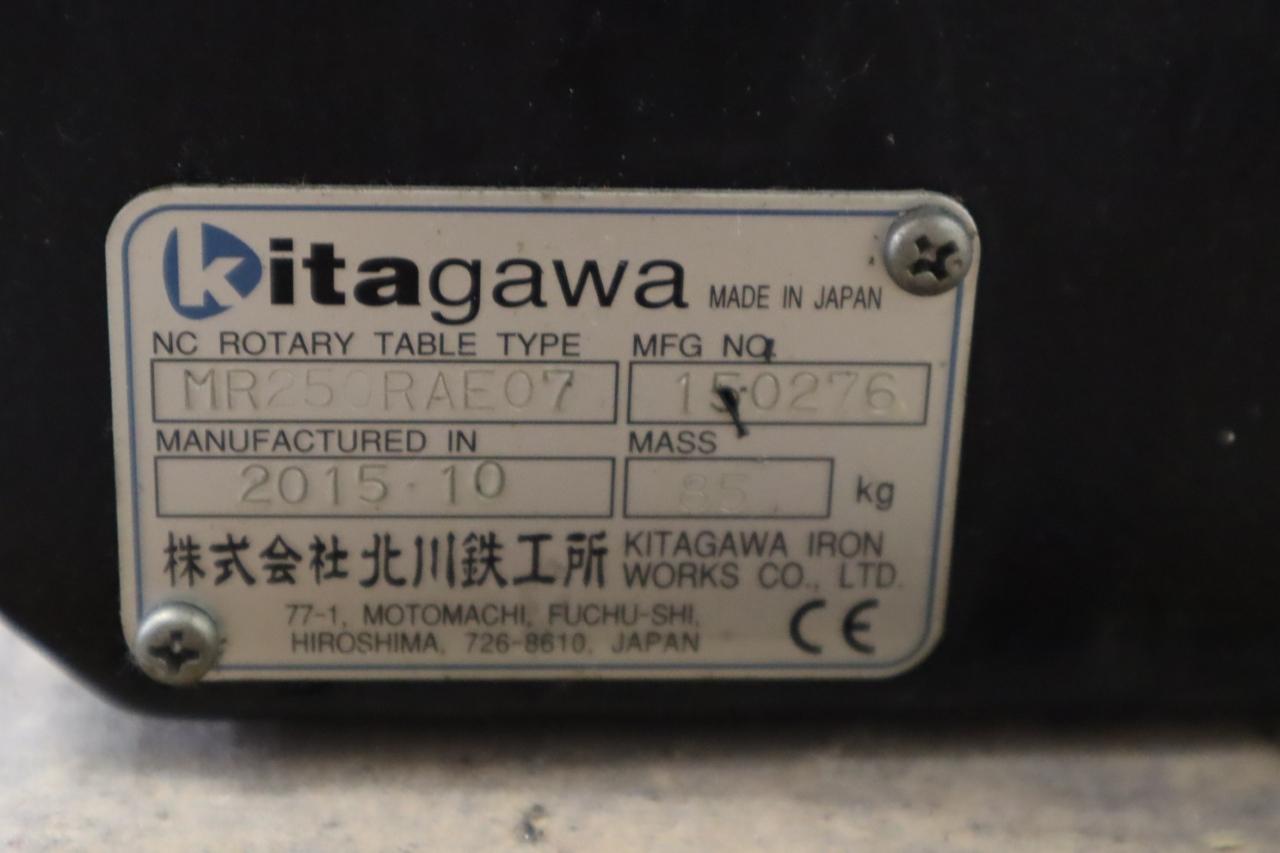 kitagawa MADE IN JAPAN
NC ROTARY TABLE TYPE MFG NO.
MR250RAE07 150276
MANUFACTURED IN MASS
2015·10 85 kg
株式会社北川鉄工所 KITAGAWA IRON
WORKS CO., LTD.
77-1, MOTOMACHI, FUCHU-SHI,
HIROSHIMA, 726-8610, JAPAN
CE